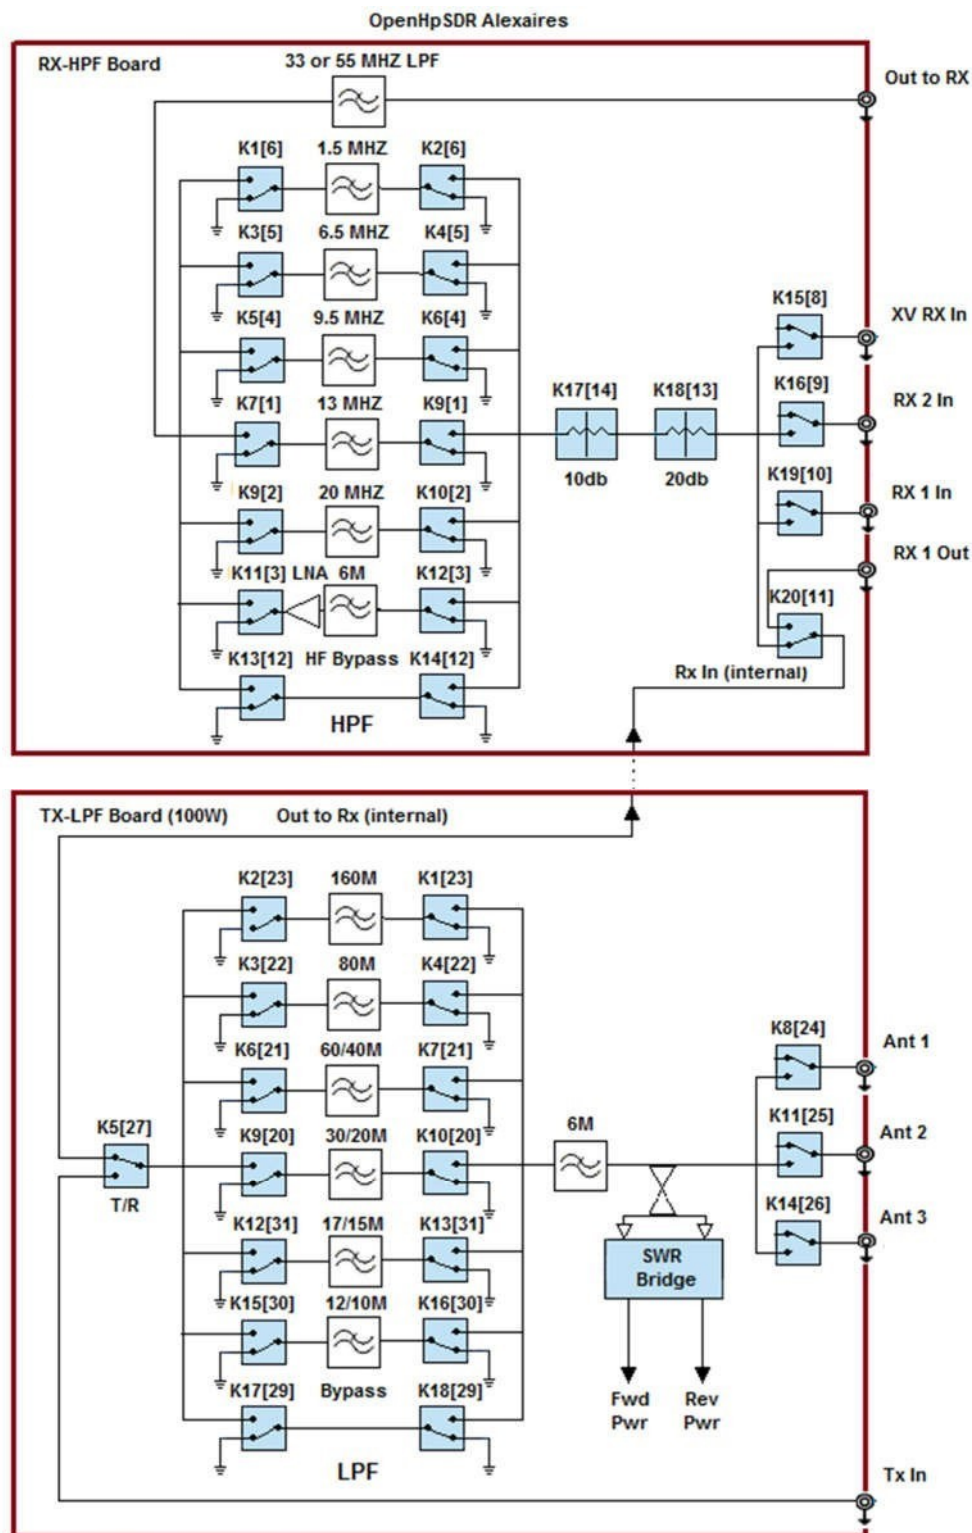 OpenHpSDR Alexaires
RX-HPF Board
33 or 55 MHZ LPF
Out to RX
K1[6] 1.5 MHZ K2[6]
K3[5] 6.5 MHZ K4[5]
K5[4] 9.5 MHZ K6[4]
K15[8]
XV RX In
K7[1] 13 MHZ K9[1]
K17[14] K18[13] K16[9]
RX 2 In
10db 20db
K9[2] 20 MHZ K10[2]
K19[10]
RX 1 In
RX 1 Out
K11[3] LNA 6M K12[3]
K20[11]
K13[12] HF Bypass K14[12]
Rx In (internal)
HPF
TX-LPF Board (100W) Out to Rx (internal)
K2[23] 160M K1[23]
K3[22] 80M K4[22]
K6[21] 60/40M K7[21]
K8[24]
Ant 1
K5[27]
K9[20] 30/20M K10[20]
6M
K11[25]
Ant 2
T/R
K12[31] 17/15M K13[31]
K14[26]
Ant 3
SWR
Bridge
K15[30] 12/10M K16[30]
K17[29] Bypass K18[29]
Fwd Rev
Pwr Pwr
LPF
Tx In